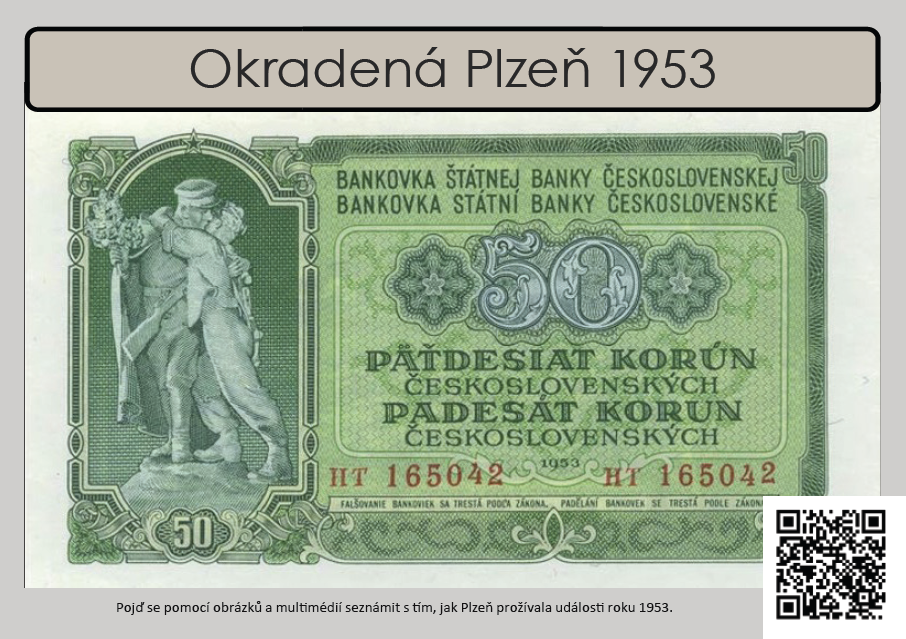 Okradená Plzeň 1953
50
BANKOVKA ŠTÁTNEJ BANKY ČESKOSLOVENSKEJ
BANKOVKA STÁTNÍ BANKY ČESKOSLOVENSKÉ
50
PÄŤDESIAT KORÚN
ČESKOSLOVENSKÝCH
PADESÁT KORUN
ČESKOSLOVENSKÝCH
1953
HT 165042 HT 165042
FALŠOVANIE BANKOVIEK SA TRESTÁ PODĽA ZÁKONA. PADĚLÁNÍ BANKOVEK SE TRESTÁ PODLE
50
Pojď se pomocí obrázků a multimédií seznámit s tím, jak Plzeň prožívala události roku 1953.